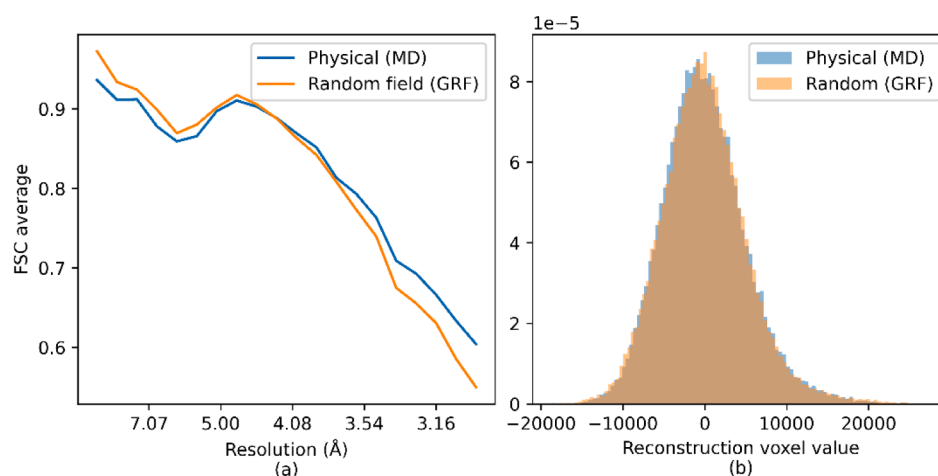 Physical (MD)
Random field (GRF)
FSC average
0.9
0.8
0.7
0.6
7.07 5.00 4.08 3.54 3.16
Resolution (Å)
(a)
1e−5
Physical (MD)
Random (GRF)
8
6
4
2
0
−20000 −10000 0 10000 20000
Reconstruction voxel value
(b)